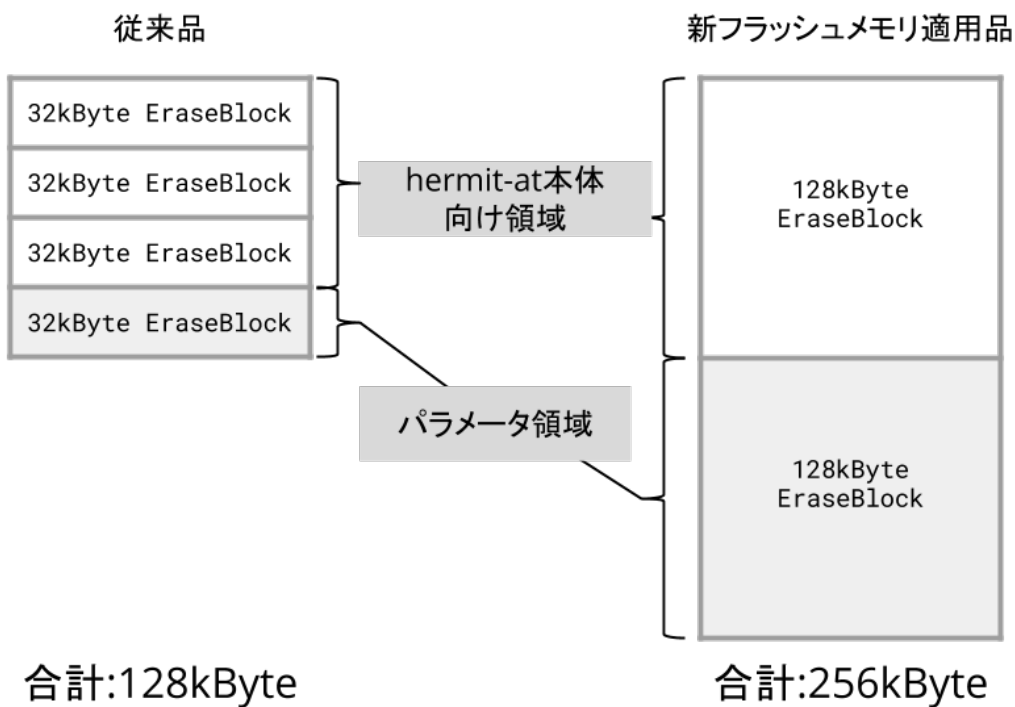 従来品
新フラッシュメモリ適用品
32kByte EraseBlock
32kByte EraseBlock
32kByte EraseBlock
32kByte EraseBlock
hermit-at本体
向け領域
パラメータ領域
128kByte
EraseBlock
128kByte
EraseBlock
合計:128kByte
合計:256kByte